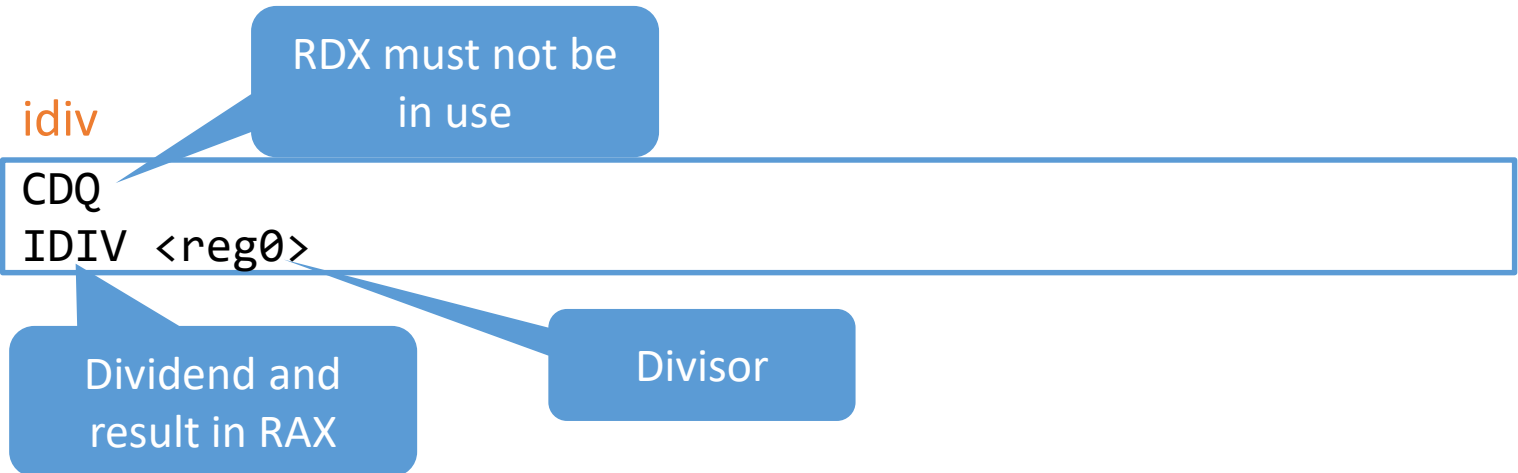 RDX must not be
in use
idiv
CDQ
IDIV <reg0>
Dividend and
result in RAX
Divisor